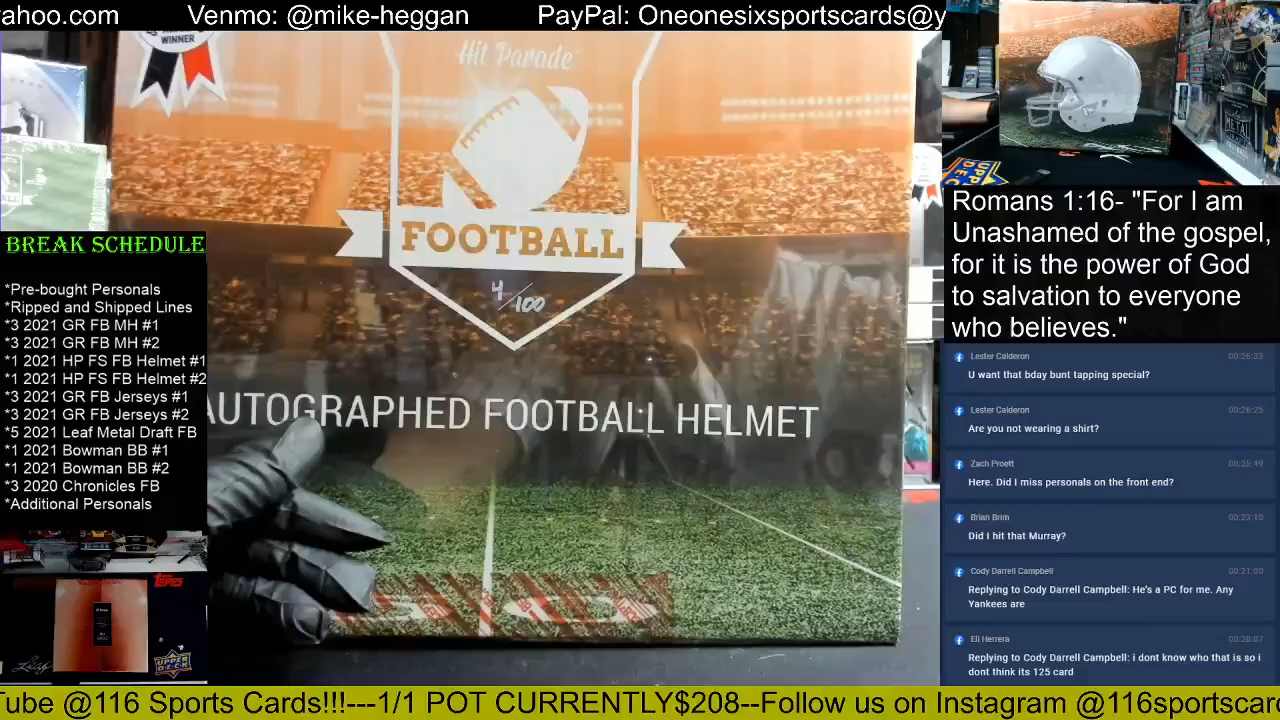 ahoo.com Venmo: @mike-heggan PayPal: Oneonesixsportscards@y
WINNER
Hit Parade
FOOTBALL
4/100
AUTOGRAPHED FOOTBALL HELMET
BREAK SCHEDULE
*Pre-bought Personals
*Ripped and Shipped Lines
*3 2021 GR FB MH #1
*3 2021 GR FB MH #2
*1 2021 HP FS FB Helmet #1
*1 2021 HP FS FB Helmet #2
*3 2021 GR FB Jerseys #1
*3 2021 GR FB Jerseys #2
*5 2021 Leaf Metal Draft FB
*1 2021 Bowman BB #1
*1 2021 Bowman BB #2
*3 2020 Chronicles FB
*Additional Personals
TOPPS
Leaf
UPPER
DECK
UPPER
DECK
Romans 1:16- "For I am
Unashamed of the gospel,
for it is the power of God
to salvation to everyone
who believes."
Lester Calderon 00:26:33
U want that bday bunt tapping special?
Lester Calderon 00:26:25
Are you not wearing a shirt?
Zach Proett 00:25:49
Here. Did I miss personals on the front end?
Brian Brim 00:23:10
Did I hit that Murray?
Cody Darrell Campbell 00:21:00
Replying to Cody Darrell Campbell: He's a PC for me. Any
Yankees are
Eli Herrera 00:20:07
Replying to Cody Darrell Campbell: i dont know who that is so i
dont think its 125 card
Tube @116 Sports Cards!!!---1/1 POT CURRENTLY$208--Follow us on Instagram @116sportscar